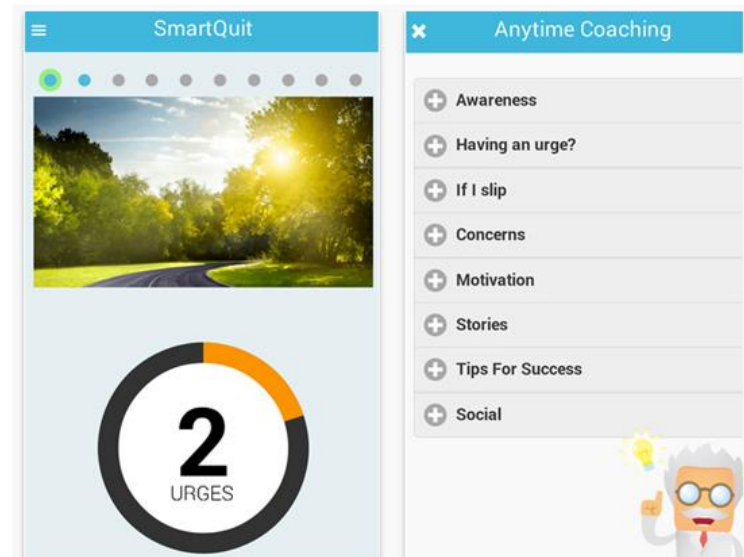 SmartQuit
2
URGES
Anytime Coaching
Awareness
Having an urge?
If I slip
Concerns
Motivation
Stories
Tips For Success
Social